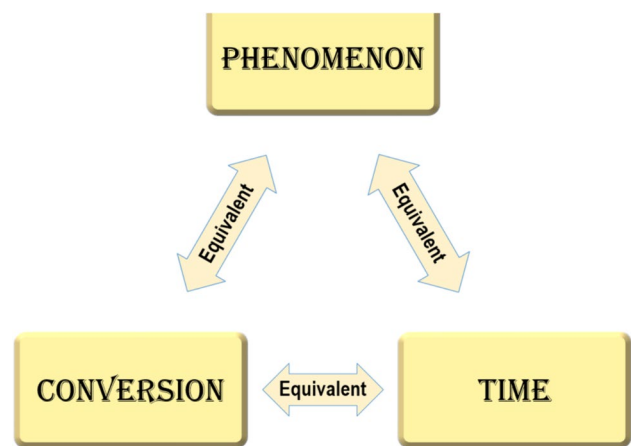 PHENOMENON
Equivalent
Equivalent
CONVERSION
Equivalent
TIME